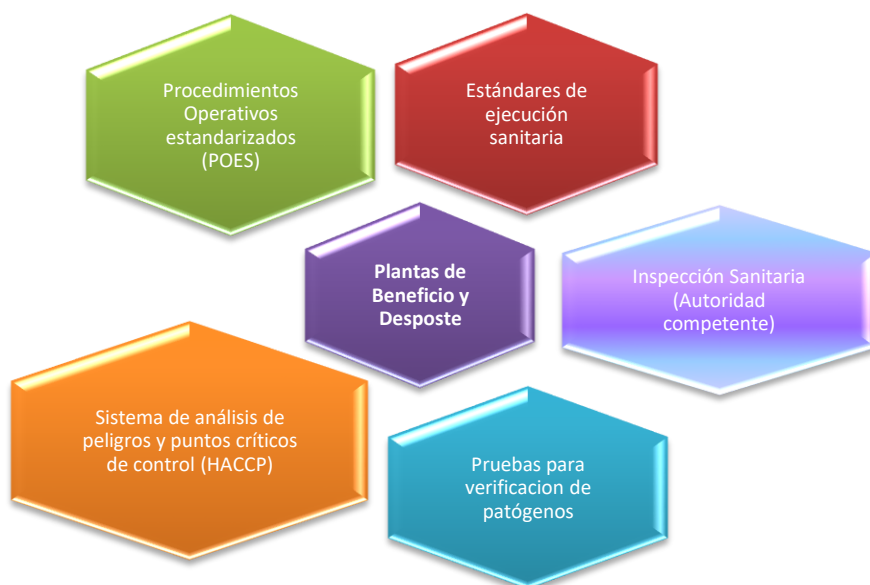 Procedimientos
Operativos
estandarizados
(POES)
Estándares de
ejecución
sanitaria
Plantas de
Beneficio y
Desposte
Inspección Sanitaria
(Autoridad
competente)
Sistema de análisis de
peligros y puntos críticos
de control (HACCP)
Pruebas para
verificacion de
patógenos